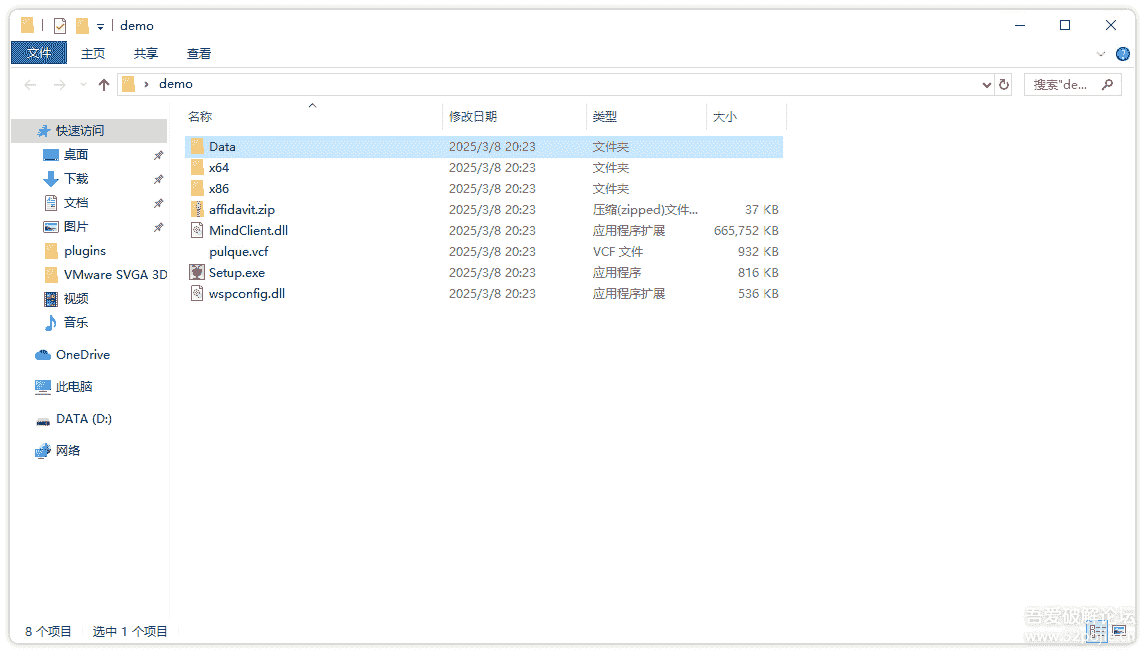 demo
文件 主页 共享 查看
demo 搜索"de...
名称 修改日期 类型 大小
快速访问
桌面
下载
文档
图片
plugins
VMware SVGA 3D
视频
音乐
OneDrive
此电脑
DATA (D:)
网络
Data 2025/3/8 20:23 文件夹
x64 2025/3/8 20:23 文件夹
x86 2025/3/8 20:23 文件夹
affidavit.zip 2025/3/8 20:23 压缩(zipped)文件... 37 KB
MindClient.dll 2025/3/8 20:23 应用程序扩展 665,752 KB
pulque.vcf 2025/3/8 20:23 VCF 文件 932 KB
Setup.exe 2025/3/8 20:23 应用程序 816 KB
wspconfig.dll 2025/3/8 20:23 应用程序扩展 536 KB
8 个项目 选中 1 个项目
吾爱破解论坛